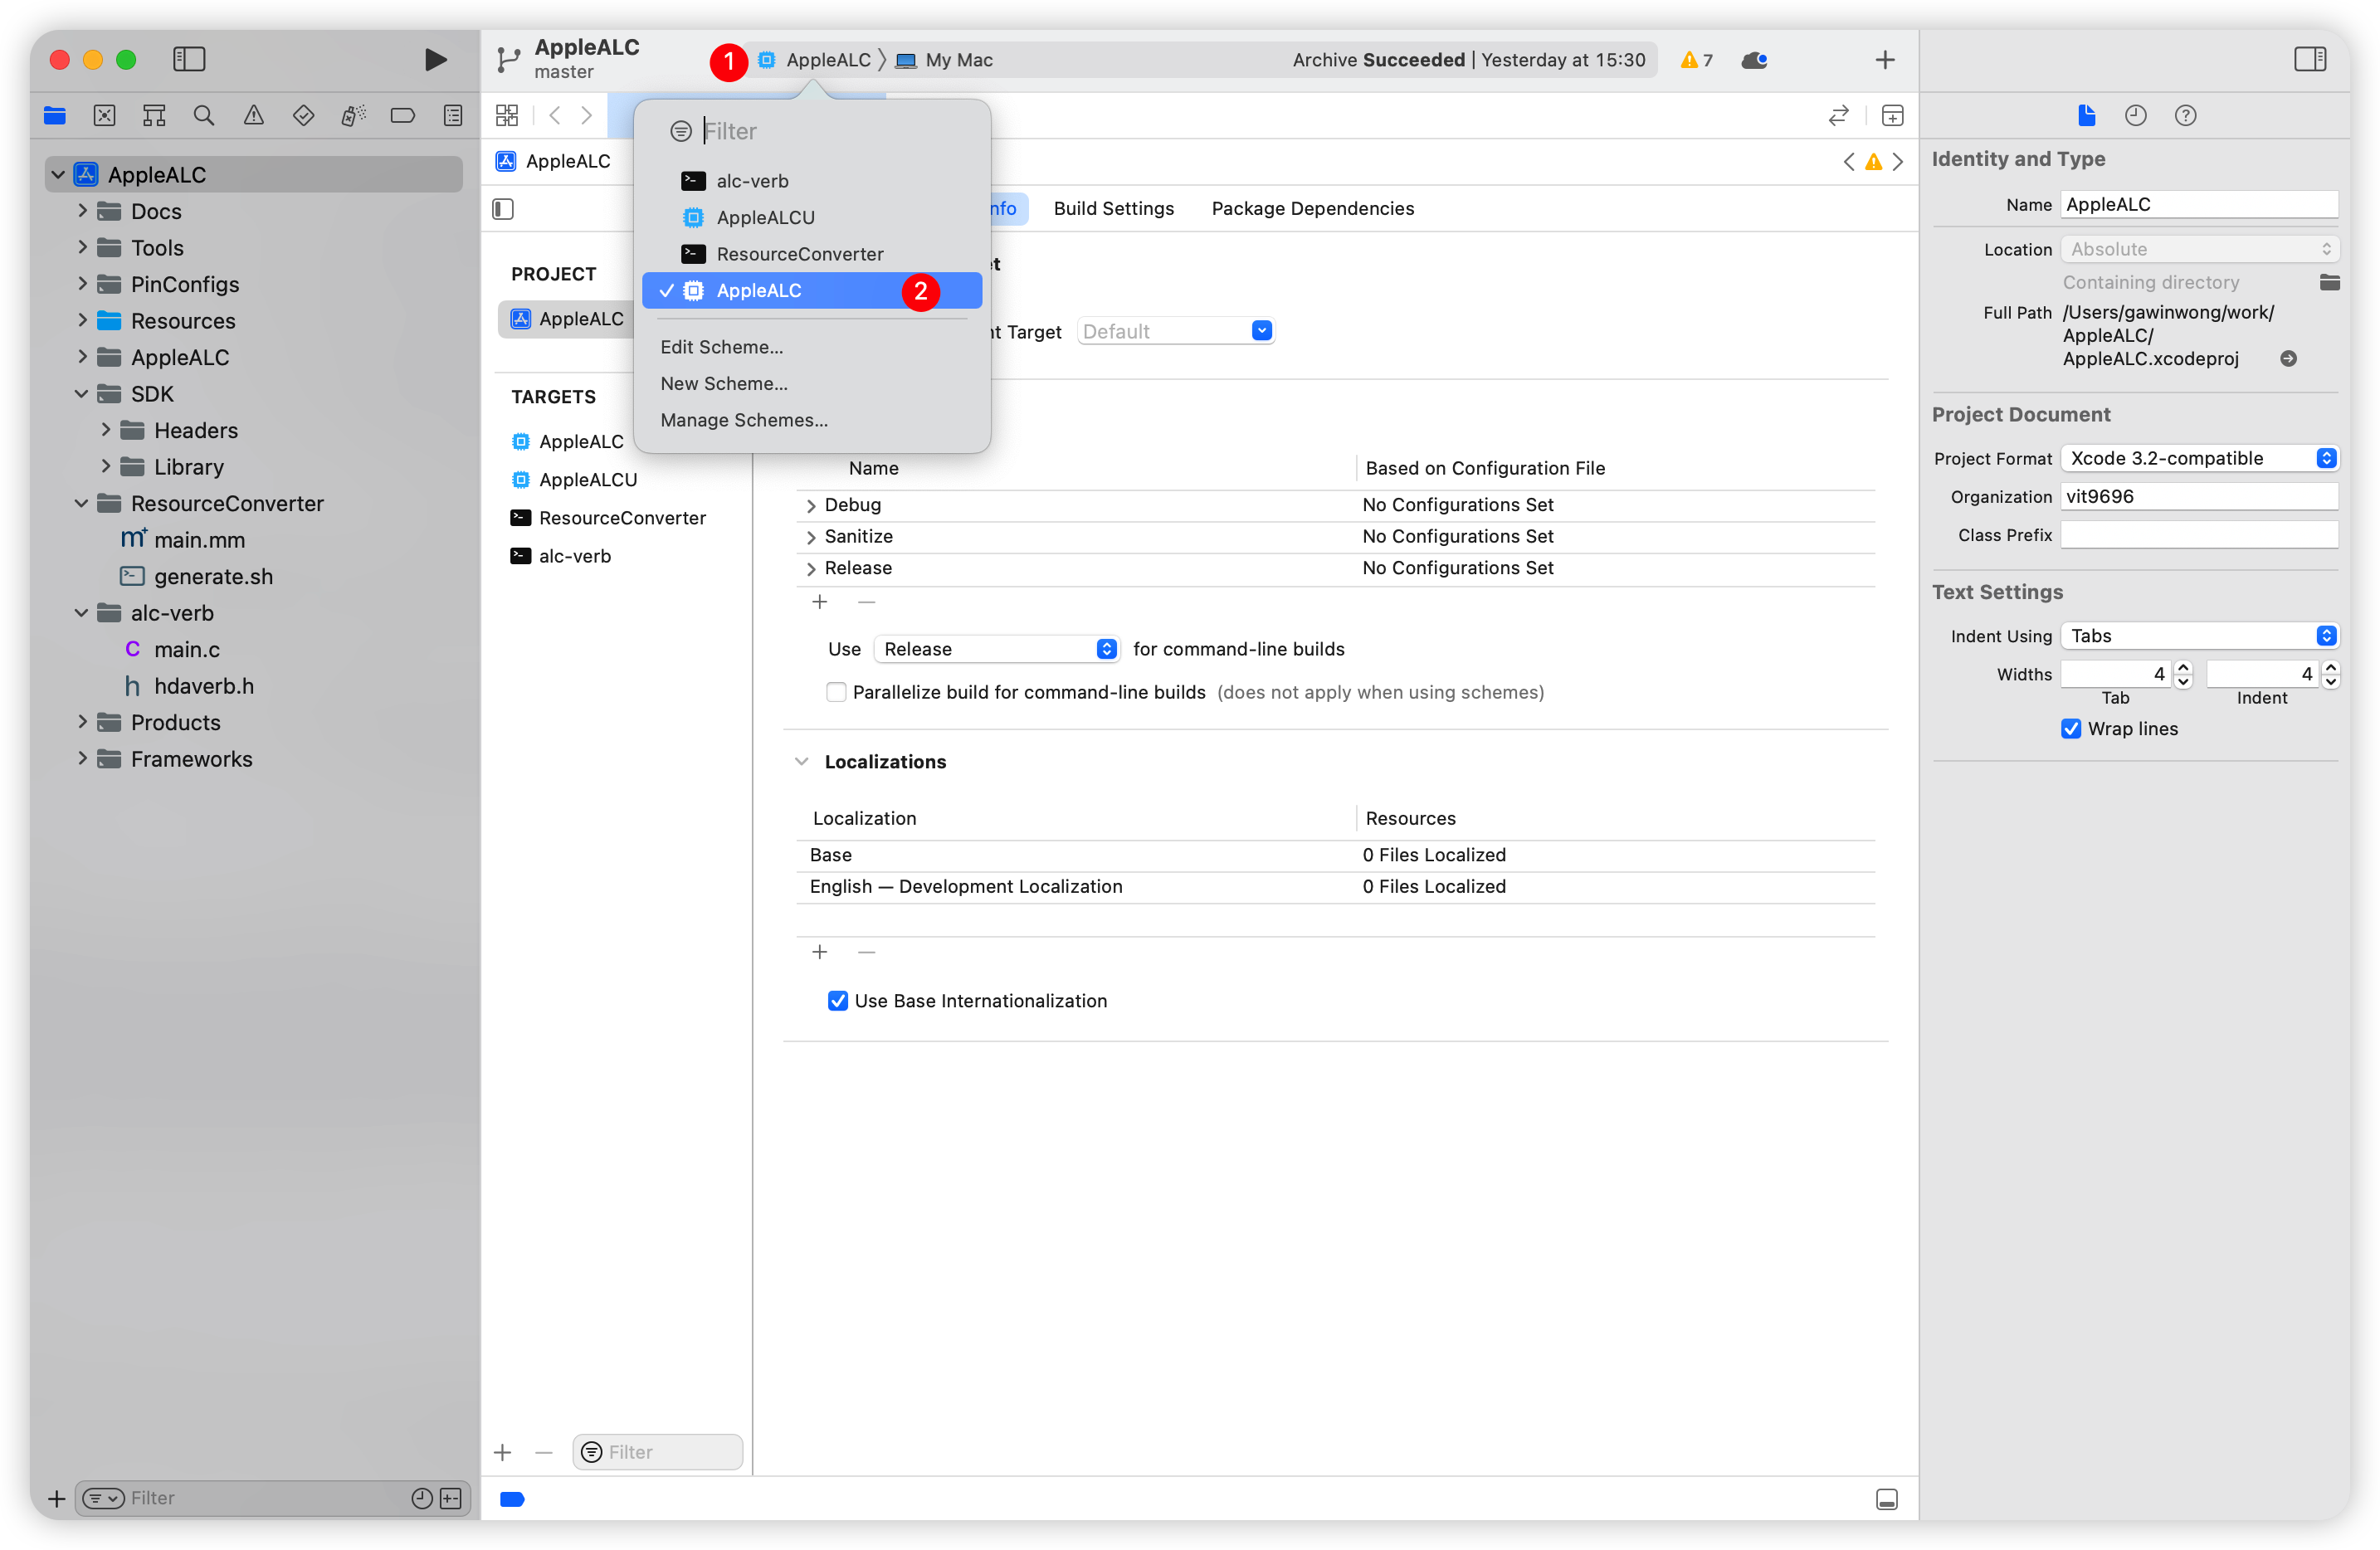 AppleALC
master
1
AppleALC
My Mac
Archive Succeeded | Yesterday at 15:30
7
Filter
alc-verb
AppleALCU
ResourceConverter
AppleALC
2
Edit Scheme...
New Scheme...
Manage Schemes...
AppleALC
Docs
Tools
PinConfigs
Resources
AppleALC
SDK
Headers
Library
ResourceConverter
main.mm
generate.sh
alc-verb
main.c
hdaverb.h
Products
Frameworks
Filter
AppleALC
Build Settings
Package Dependencies
PROJECT
AppleALC
TARGETS
AppleALC
AppleALCU
ResourceConverter
alc-verb
Filter
nt Target
Default
Name
Based on Configuration File
Debug
No Configurations Set
Sanitize
No Configurations Set
Release
No Configurations Set
Use
Release
for command-line builds
Parallelize build for command-line builds (does not apply when using schemes)
Localizations
Localization
Resources
Base
0 Files Localized
English — Development Localization
0 Files Localized
Use Base Internationalization
Identity and Type
Name
AppleALC
Location
Absolute
Containing directory
Full Path
/Users/gawinwong/work/
AppleALC/
AppleALC.xcodeproj
Project Document
Project Format
Xcode 3.2-compatible
Organization
vit9696
Class Prefix
Text Settings
Indent Using
Tabs
Widths
4
4
Tab
Indent
Wrap lines